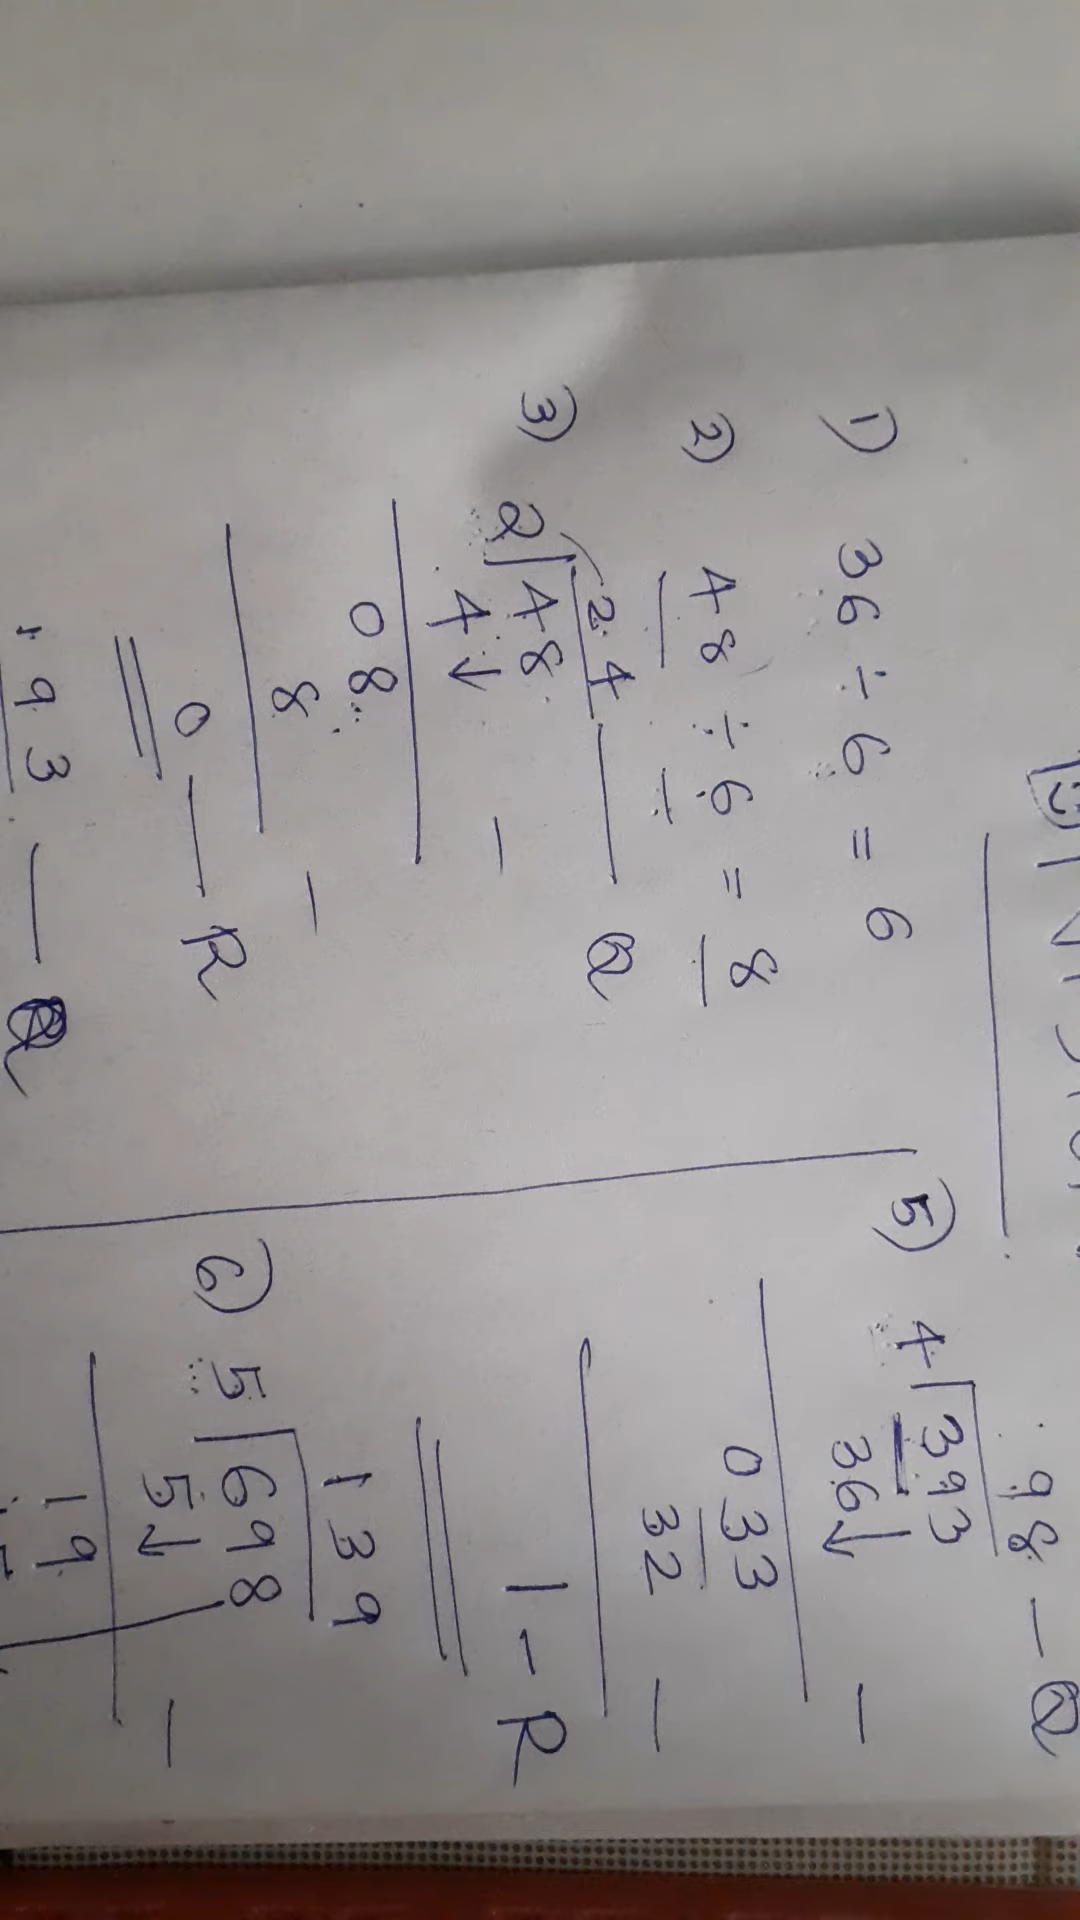 1) 36 ÷ 6 = 6
2) 48 ÷ 6 = 8
3) 24 — Q
2 48
4↓ –
08
8 –
0 — R
193 — Q
5) 98 – Q
4 393
36↓ –
033
32 –
1 – R
6) 139
5 698
5↓ –
19